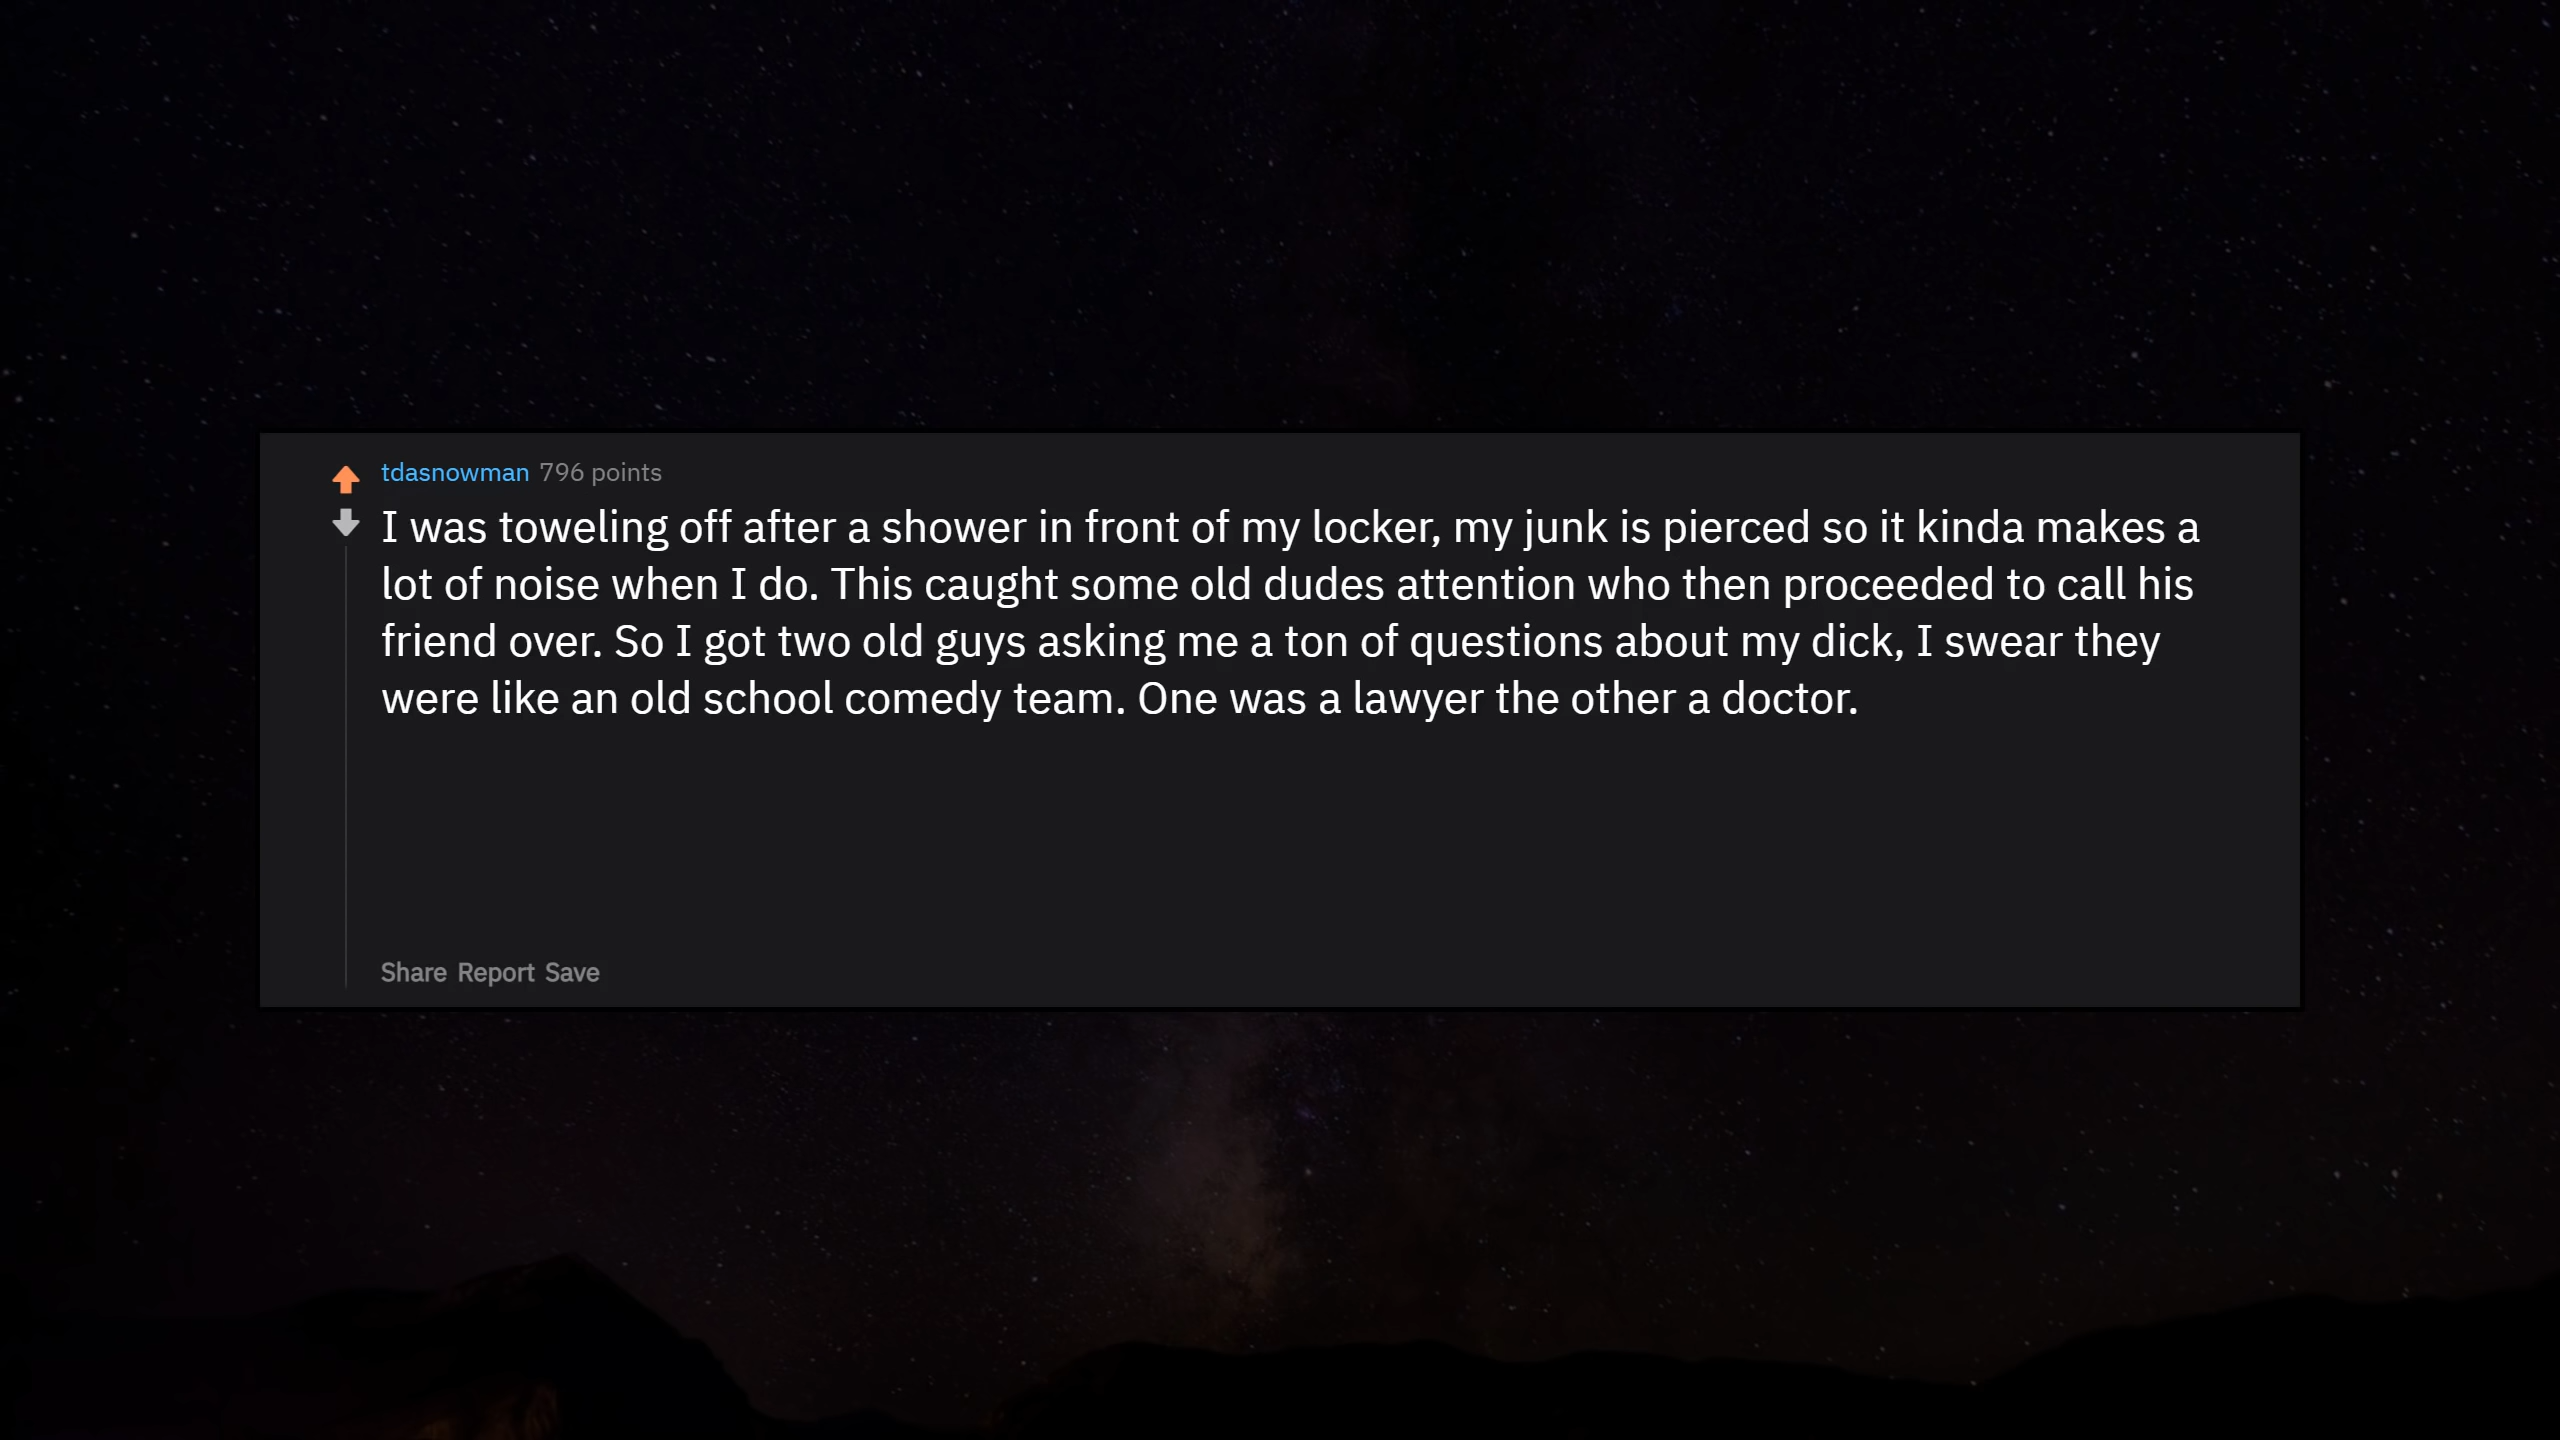 tdasnowman 796 points
I was toweling off after a shower in front of my locker, my junk is pierced so it kinda makes a
lot of noise when I do. This caught some old dudes attention who then proceeded to call his
friend over. So I got two old guys asking me a ton of questions about my dick, I swear they
were like an old school comedy team. One was a lawyer the other a doctor.
Share Report Save